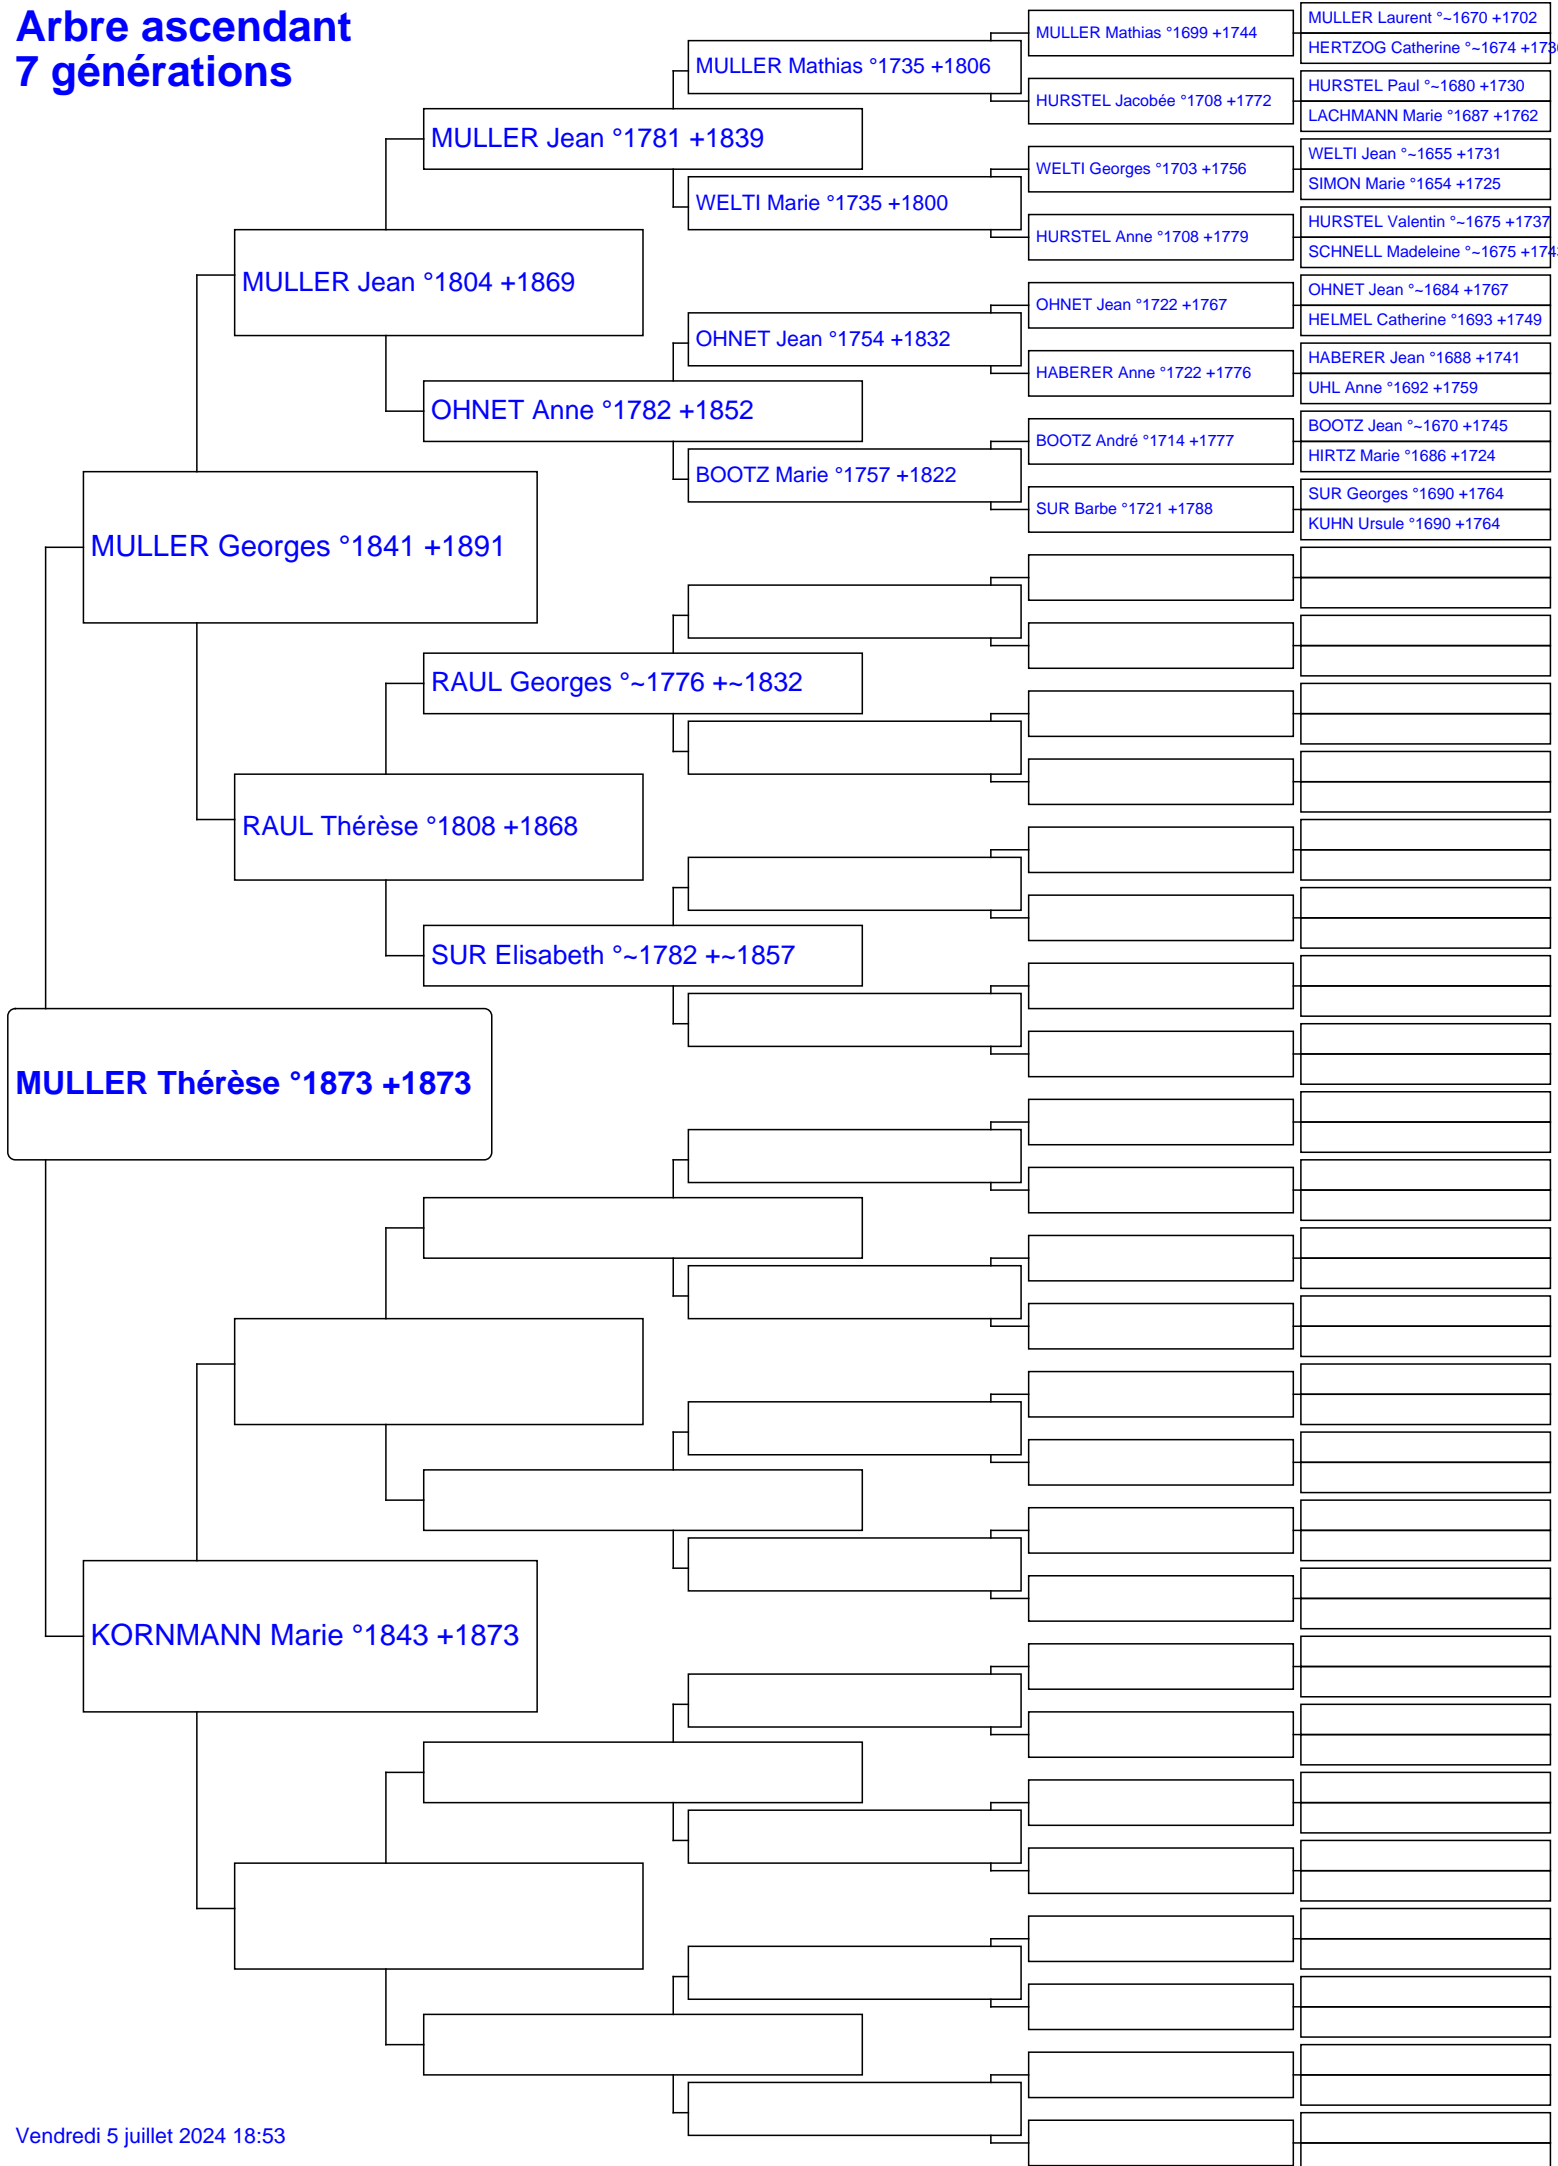 Arbre ascendant
7 générations
MULLER Thérèse °1873 +1873
MULLER Georges °1841 +1891
KORNMANN Marie °1843 +1873
MULLER Jean °1804 +1869
RAUL Thérèse °1808 +1868
MULLER Jean °1781 +1839
OHNET Anne °1782 +1852
RAUL Georges °~1776 +~1832
SUR Elisabeth °~1782 +~1857
MULLER Mathias °1735 +1806
WELTI Marie °1735 +1800
OHNET Jean °1754 +1832
BOOTZ Marie °1757 +1822
MULLER Mathias °1699 +1744
HURSTEL Jacobée °1708 +1772
WELTI Georges °1703 +1756
HURSTEL Anne °1708 +1779
OHNET Jean °1722 +1767
HABERER Anne °1722 +1776
BOOTZ André °1714 +1777
SUR Barbe °1721 +1788
MULLER Laurent °~1670 +1702
HERTZOG Catherine °~1674
HURSTEL Paul °~1680 +1730
LACHMANN Marie °1687 +1762
WELTI Jean °~1655 +1731
SIMON Marie °1654 +1725
HURSTEL Valentin °~1675 +1737
SCHNELL Madeleine °~1675
OHNET Jean °~1684 +1767
HELMEL Catherine °1693 +1749
HABERER Jean °1688 +1741
UHL Anne °1692 +1759
BOOTZ Jean °~1670 +1745
HIRTZ Marie °1686 +1724
SUR Georges °1690 +1764
KUHN Ursule °1690 +1764
Vendredi 5 juillet 2024 18:53